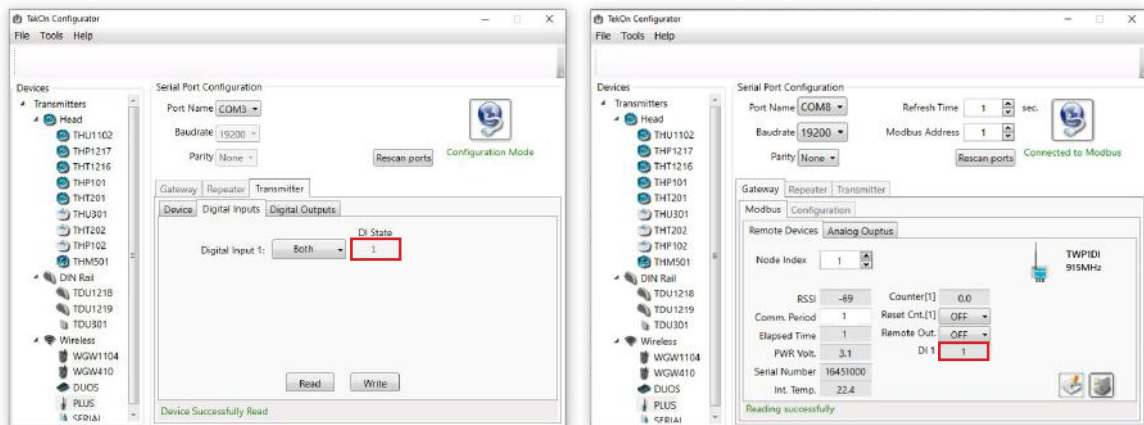 TekOn Configurator
File Tools Help
Devices
Transmitters
Head
THU1102
THP1217
THT1216
THP101
THT201
THU301
THT202
THP102
THM501
DIN Rail
TDU1218
TDU1219
TDU301
Wireless
WGW1104
WGW410
DUOS
PLUS
SERIAL
Serial Port Configuration
Port Name COM3
Baudrate 19200
Parity None
Rescan ports
Configuration Mode
Gateway Repeater Transmitter
Device Digital Inputs Digital Outputs
DI State
Digital Input 1: Both 1
Read Write
Device Successfully Read
TekOn Configurator
File Tools Help
Devices
Transmitters
Head
THU1102
THP1217
THT1216
THP101
THT201
THU301
THT202
THP102
THM501
DIN Rail
TDU1218
TDU1219
TDU301
Wireless
WGW1104
WGW410
DUOS
PLUS
SERIAL
Serial Port Configuration
Port Name COM8 Refresh Time 1 sec.
Baudrate 19200 Modbus Address 1
Parity None Rescan ports Connected to Modbus
Gateway Repeater Transmitter
Modbus Configuration
Remote Devices Analog Ouptus
Node Index 1
TWP1DI
915MHz
RSSI -69 Counter[1] 0.0
Comm. Period 1 Reset Cnt.[1] OFF
Elapsed Time 1 Remote Out. OFF
PWR Volt. 3.1 DI 1 1
Serial Number 16451000
Int. Temp. 22.4
Reading successfully